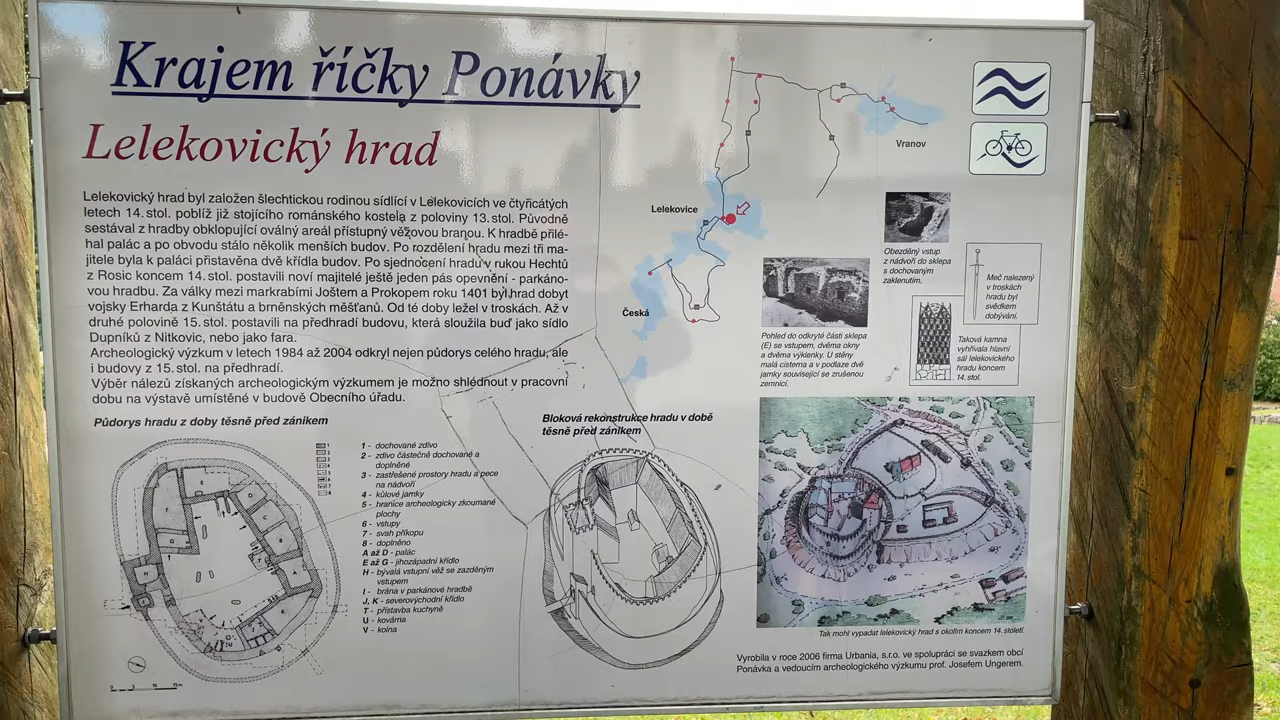 Krajem říčky Ponávky
Lelekovický hrad
Lelekovický hrad byl založen šlechtickou rodinou sídlící v Lelekovicích ve čtyřicátých
letech 14. stol. poblíž již stojícího románského kostela z poloviny 13. stol. Původně
sestával z hradby obklopující oválný areál přístupný věžovou branou. K hradbě přilé-
hal palác a po obvodu stálo několik menších budov. Po rozdělení hradu mezi tři ma-
jitele byla k paláci přistavěna dvě křídla budov. Po sjednocení hradu v rukou Hechtů
z Rosic koncem 14. stol. postavili noví majitelé ještě jeden pás opevnění - parkáno-
vou hradbu. Za války mezi markrabími Joštem a Prokopem roku 1401 byl hrad dobyt
vojsky Erharda z Kunštátu a brněnských měšťanů. Od té doby ležel v troskách. Až v
druhé polovině 15. stol. postavili na předhradí budovu, která sloužila buď jako sídlo
Dupníků z Jitkovic, nebo jako fara.
Archeologický výzkum v letech 1984 až 2004 odkryl nejen půdorys celého hradu, ale
i budovy z 15. stol. na předhradí.
Výběr nálezů získaných archeologickým výzkumem je možno shlédnout v pracovní
dobu na výstavě umístěné v budově Obecního úřadu.
Vranov
Lelekovice
Česká
Obezděný vstup
z nádvoří do sklepa
s dochovaným
zaklenutím.
Meč nalezený
v troskách
hradu byl
svědkem
dobývání.
Pohled do odkryté části sklepa
(E) se vstupem, dvěma okny
a dvěma výklenky. U stěny
malá cisterna a v podlaze dvě
jamky související se zrušenou
zemnicí.
Taková kamna
vyhřívala hlavní
sál lelekovického
hradu koncem
14. stol.
Půdorys hradu z doby těsně před zánikem
1 - dochované zdivo
2 - zdivo částečně dochované a
doplněné
3 - zastřešené prostory hradu a pece
na nádvoří
4 - kůlové jamky
5 - hranice archeologicky zkoumané
plochy
6 - vstupy
7 - svah příkopu
8 - doplněno
A až D - palác
E až G - jihozápadní křídlo
H - bývalá vstupní věž se zazděným
vstupem
I - brána v parkánové hradbě
J, K - severovýchodní křídlo
T - přístavba kuchyně
U - kovárna
V - kolna
Bloková rekonstrukce hradu v době
těsně před zánikem
Tak mohl vypadat lelekovický hrad s okolím koncem 14. století.
Vyrobila v roce 2006 firma Urbania, s.r.o. ve spolupráci se svazkem obcí
Ponávka a vedoucím archeologického výzkumu prof. Josefem Ungerem.